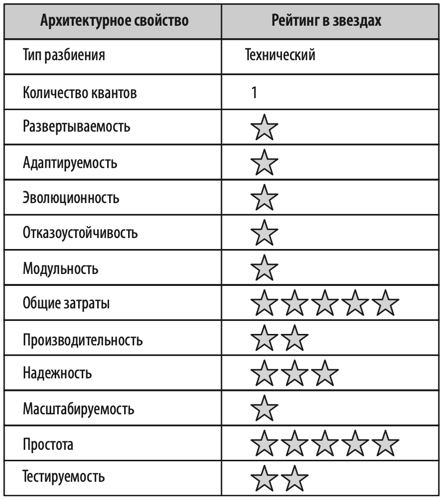 Архитектурное свойство Рейтинг в звездах
Тип разбиения Технический
Количество квантов 1
Развертываемость
Адаптируемость
Эволюционность
Отказоустойчивость
Модульность
Общие затраты
Производительность
Надежность
Масштабируемость
Простота
Тестируемость